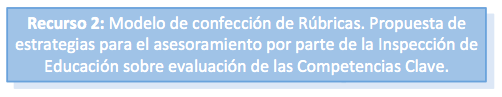 Recurso 2: Modelo de confección de Rúbricas. Propuesta de
estrategias para el asesoramiento por parte de la Inspección de
Educación sobre evaluación de las Competencias Clave.